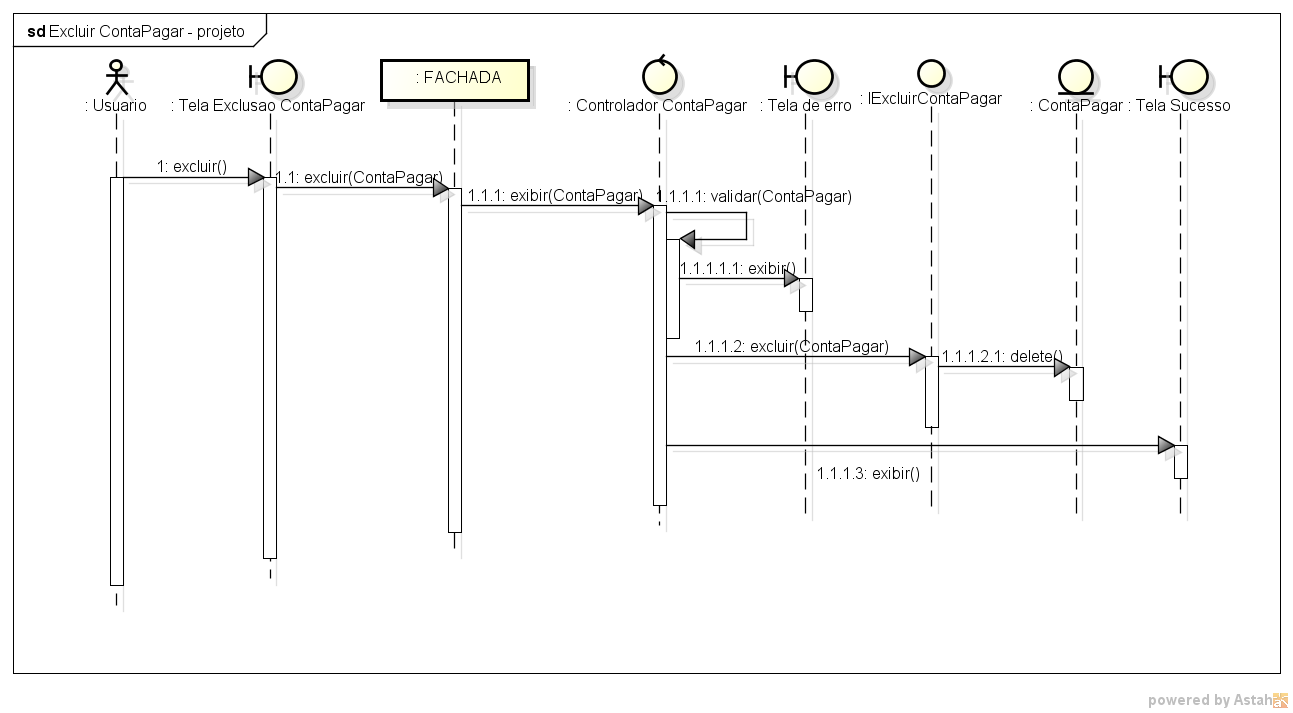 sd Excluir ContaPagar - projeto
: Usuario
: Tela Exclusao ContaPagar
: FACHADA
: Controlador ContaPagar
: Tela de erro
: IExcluirContaPagar
: ContaPagar
: Tela Sucesso
1: excluir()
1.1: excluir(ContaPagar)
1.1.1: exibir(ContaPagar)
1.1.1.1: validar(ContaPagar)
1.1.1.1.1: exibir()
1.1.1.2: excluir(ContaPagar)
1.1.1.2.1: delete()
1.1.1.3: exibir()
powered by Astah